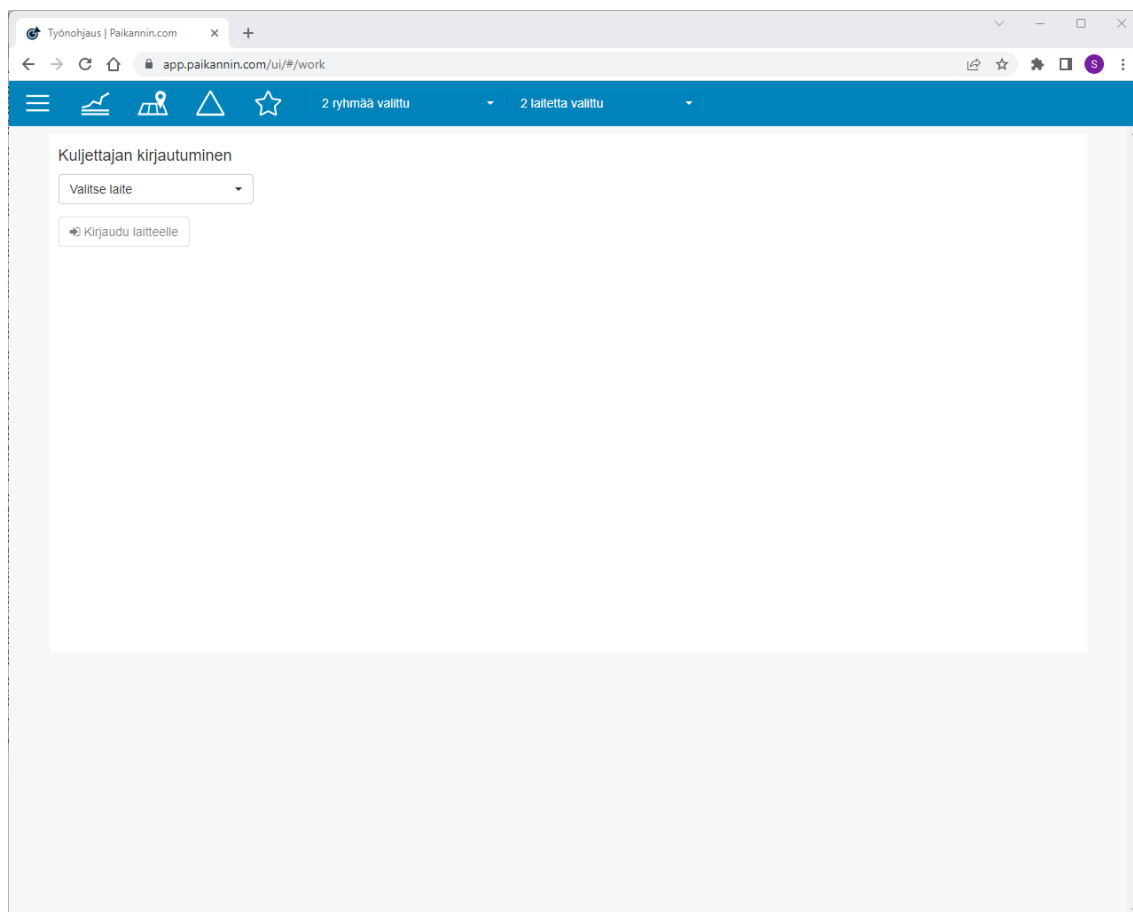 Työnohjaus | Paikannin.com
app.paikannin.com/ui/#/work
S
2 ryhmää valittu
2 laitetta valittu
Kuljettajan kirjautuminen
Valitse laite
Kirjaudu laitteelle